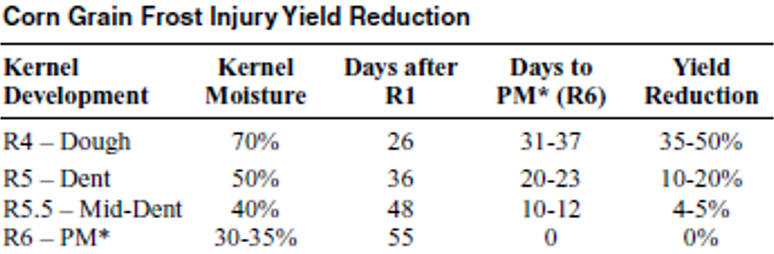 Corn Grain Frost Injury Yield Reduction
Kernel Kernel Days after Days to Yield
Development Moisture R1 PM* (R6) Reduction
R4 – Dough 70% 26 31-37 35-50%
R5 – Dent 50% 36 20-23 10-20%
R5.5 – Mid-Dent 40% 48 10-12 4-5%
R6 – PM* 30-35% 55 0 0%